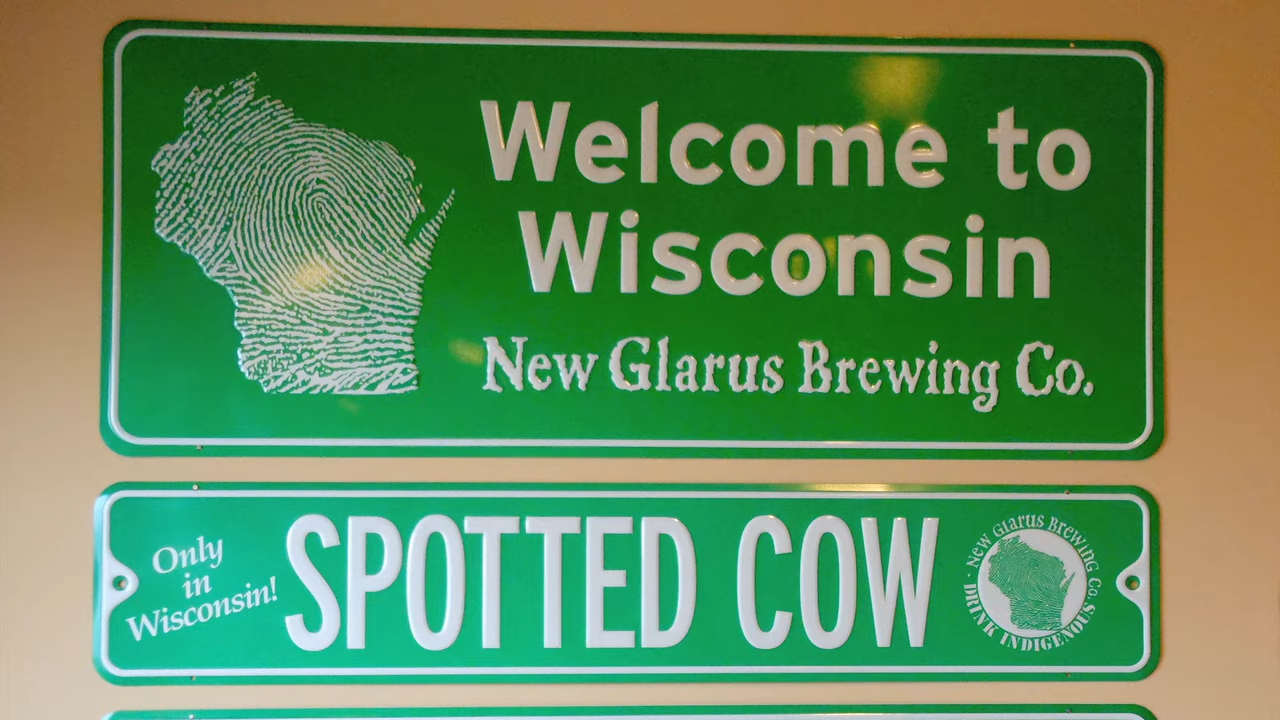 Welcome to
Wisconsin
New Glarus Brewing Co.
Only
in
Wisconsin!
SPOTTED COW
New Glarus Brewing Co.
DRINK INDIGENOUS